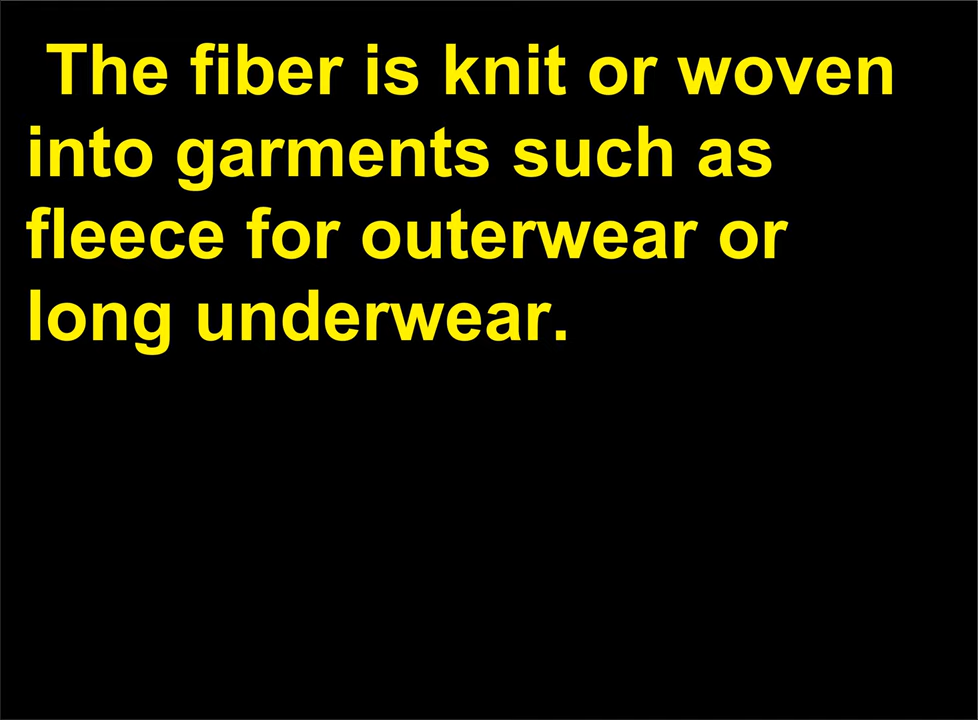 The fiber is knit or woven
into garments such as
fleece for outerwear or
long underwear.